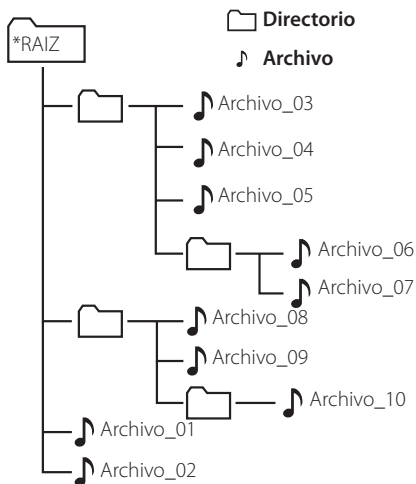 Directorio
Archivo
*RAIZ
Archivo_03
Archivo_04
Archivo_05
Archivo_06
Archivo_07
Archivo_08
Archivo_09
Archivo_10
Archivo_01
Archivo_02